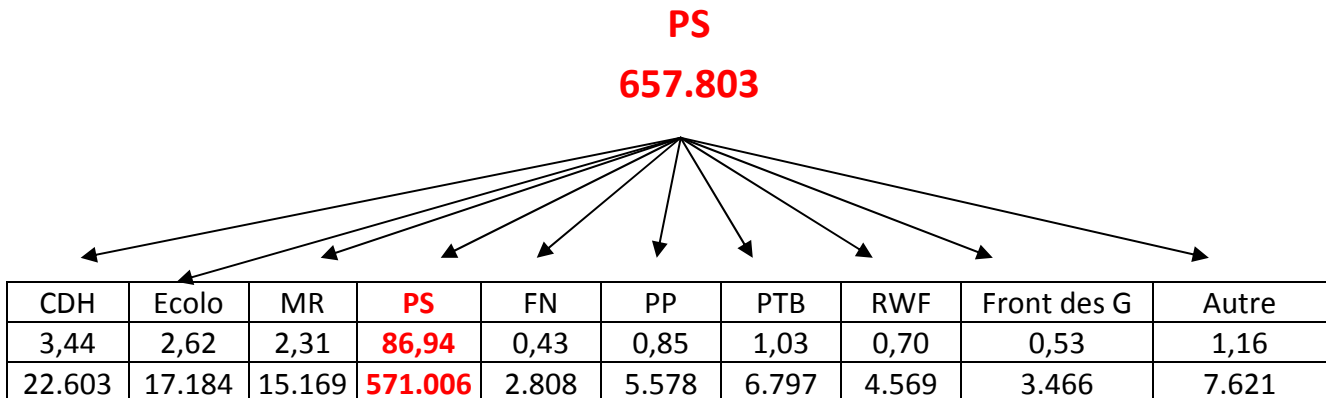 PS
657.803
CDH Ecolo MR PS FN PP PTB RWF Front des G Autre
3,44 2,62 2,31 86,94 0,43 0,85 1,03 0,70 0,53 1,16
22.603 17.184 15.169 571.006 2.808 5.578 6.797 4.569 3.466 7.621